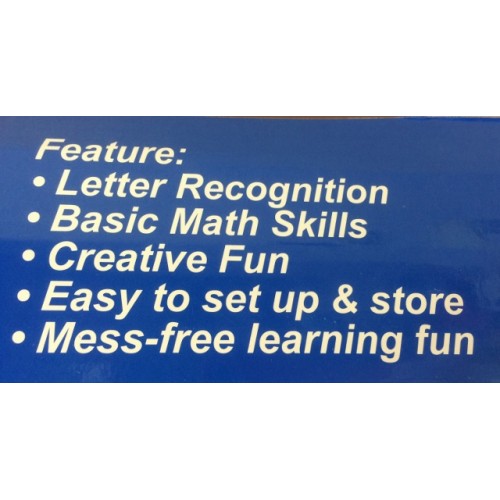 Feature:
• Letter Recognition
• Basic Math Skills
• Creative Fun
• Easy to set up & store
• Mess-free learning fun